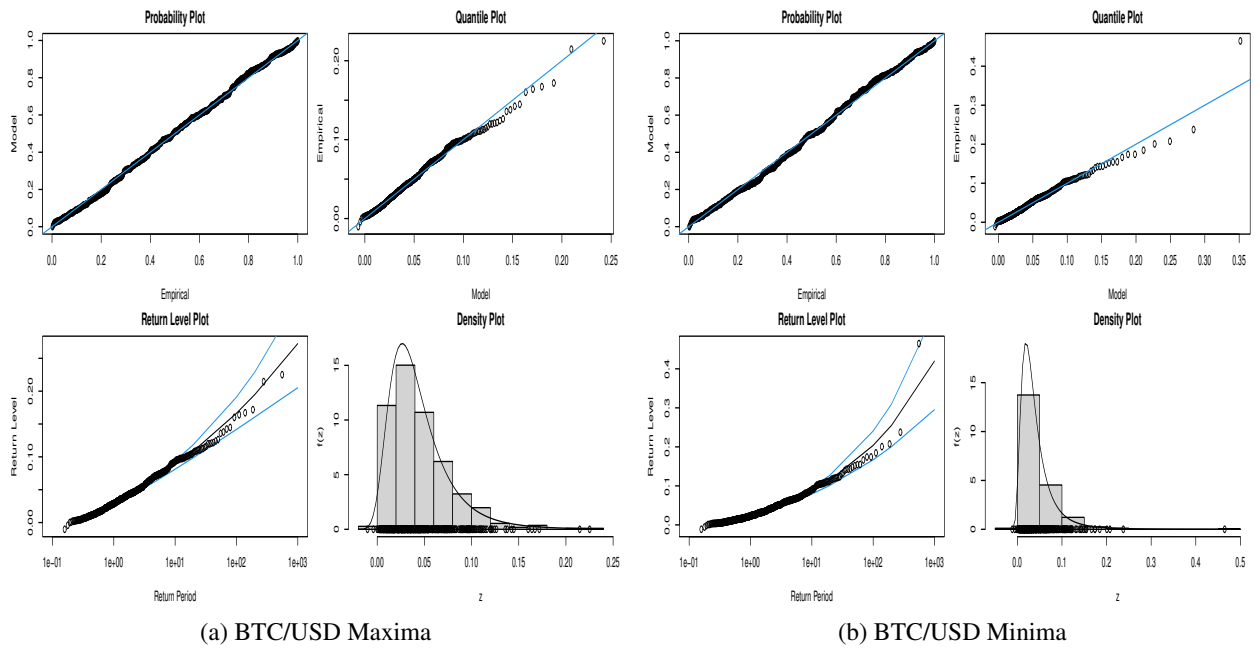 Probability Plot
Model
0.0 0.2 0.4 0.6 0.8 1.0
0.0 0.2 0.4 0.6 0.8 1.0
Empirical
Quantile Plot
Empirical
0.00 0.10 0.20
0.00 0.05 0.10 0.15 0.20 0.25
Model
Return Level Plot
Return Level
0.00 0.10 0.20
1e−01 1e+00 1e+01 1e+02 1e+03
Return Period
Density Plot
f(z)
0 5 10 15
0.00 0.05 0.10 0.15 0.20
z
(a) BTC/USD Maxima
Probability Plot
Model
0.0 0.2 0.4 0.6 0.8 1.0
0.0 0.2 0.4 0.6 0.8 1.0
Empirical
Quantile Plot
Empirical
0.0 0.1 0.2 0.3 0.4
0.00 0.05 0.10 0.15 0.20 0.25 0.30 0.35
Model
Return Level Plot
Return Level
0.0 0.1 0.2 0.3 0.4
1e−01 1e+00 1e+01 1e+02 1e+03
Return Period
Density Plot
f(z)
0 5 10 15
0.0 0.1 0.2 0.3 0.4 0.5
z
(b) BTC/USD Minima